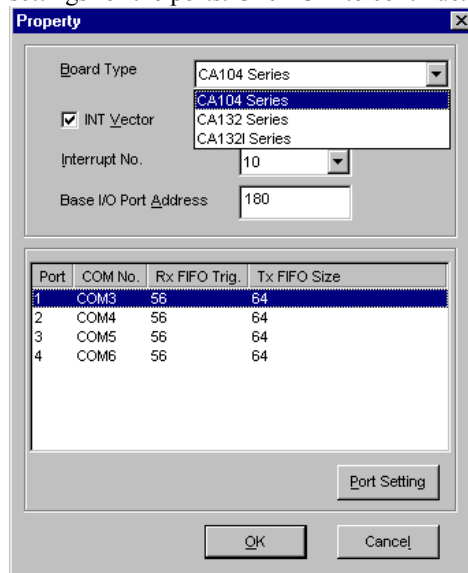 Property
Board Type
CA104 Series
CA104 Series
CA132 Series
CA132I Series
INT Vector
Interrupt No.
10
Base I/O Port Address
180
Port COM No. Rx FIFO Trig. Tx FIFO Size
1 COM3 56 64
2 COM4 56 64
3 COM5 56 64
4 COM6 56 64
Port Setting
OK Cancel